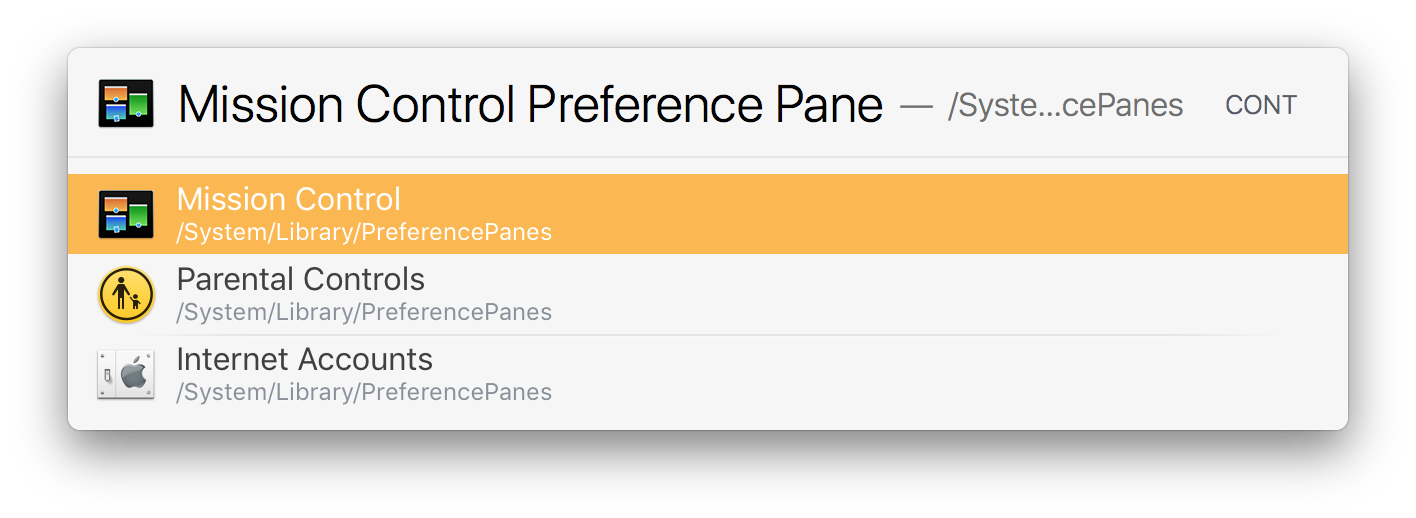 Mission Control Preference Pane — /Syste...cePanes CONT
Mission Control
/System/Library/PreferencePanes
Parental Controls
/System/Library/PreferencePanes
Internet Accounts
/System/Library/PreferencePanes